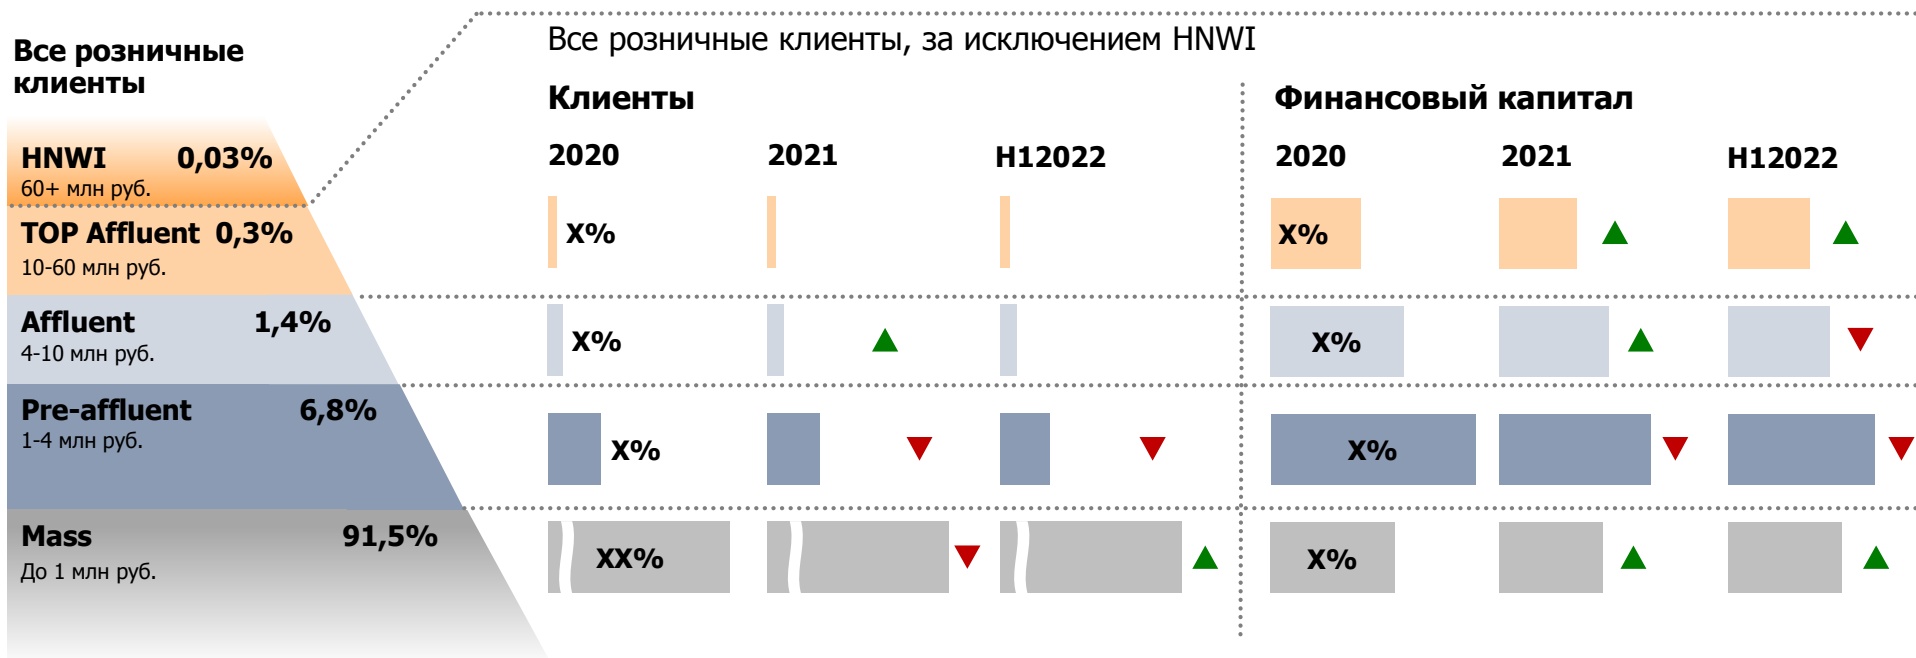 Все розничные
клиенты
HNWI 0,03%
60+ млн руб.
TOP Affluent 0,3%
10-60 млн руб.
Affluent 1,4%
4-10 млн руб.
Pre-affluent 6,8%
1-4 млн руб.
Mass 91,5%
До 1 млн руб.
Все розничные клиенты, за исключением HNWI
Клиенты
2020 2021 H12022
X%
X%
X%
XX%
Финансовый капитал
2020 2021 H12022
X%
X%
X%
X%